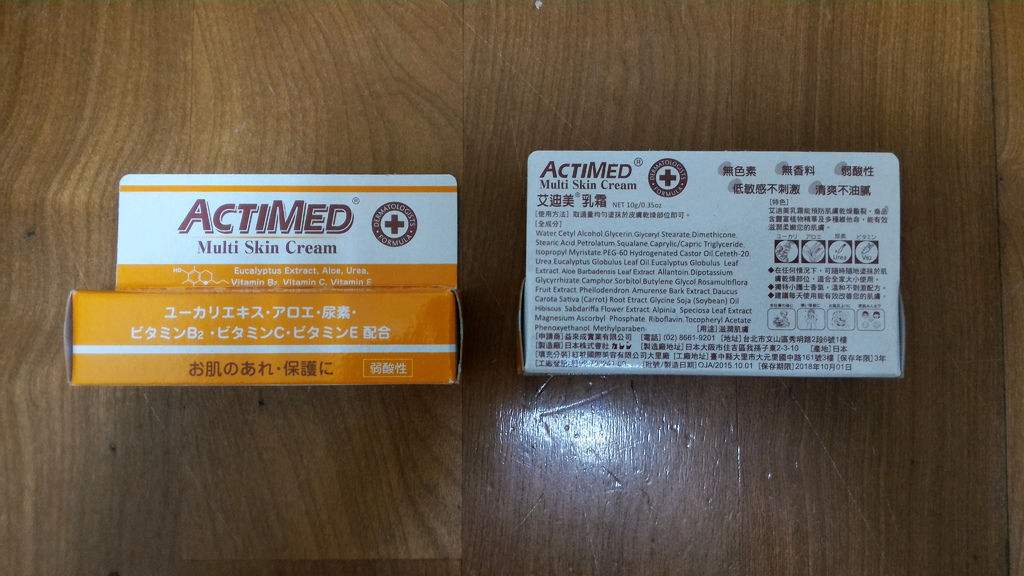 ACTIMED®
Multi Skin Cream
DERMATOLOGISTS FORMULA
HO
Eucalyptus Extract, Aloe, Urea,
Vitamin B2, Vitamin C, Vitamin E
ユーカリエキス・アロエ・尿素・
ビタミンB2・ビタミンC・ビタミンE 配合
お肌のあれ・保護に 弱酸性
ACTIMED®
Multi Skin Cream
DERMATOLOGISTS FORMULA
艾迪美®乳霜 NET 10g/0.35oz
無色素 無香料 弱酸性
低敏感不刺激 清爽不油膩
[使用方法] 取適量均勻塗抹於皮膚乾燥部位即可。
[全成分]
Water.Cetyl Alcohol.Glycerin.Glyceryl Stearate.Dimethicone.
Stearic Acid.Petrolatum.Squalane.Caprylic/Capric Triglyceride.
Isopropyl Myristate.PEG-60 Hydrogenated Castor Oil.Ceteth-20.
Urea.Eucalyptus Globulus Leaf Oil.Eucalyptus Globulus Leaf
Extract.Aloe Barbadensis Leaf Extract.Allantoin.Dipotassium
Glycyrrhizate.Camphor.Sorbitol.Butylene Glycol.Rosamultiflora
Fruit Extract.Phellodendron Amurense Bark Extract.Daucus
Carota Sativa (Carrot) Root Etract.Glycine Soja (Soybean) Oil
Hibiscus Sabdariffa Flower Extract.Alpinia Speciosa Leaf Extract
Magnesium Ascorbyl Phosphate.Riboflavin.Tocopheryl Acetate
Phenoxyethanol.Methylparaben. [用途] 滋潤肌膚
[特色]
艾迪美乳霜能預防肌膚乾燥龜裂，商品
含豐富植物精萃及多種維他命，能有效
滋潤柔嫩您的肌膚。
ユーカリ アロエ 尿素 ビタミン
Urea VB2
◆在任何情況下，可隨時隨地塗抹於肌
膚乾燥部位，適合全家大小使用。
◆獨特小護士香氣，溫和不刺激配方。
◆建議每天使用能有效改善您的肌膚
[申請商] 益來成實業有限公司 [電話] (02) 8661-9201 [地址] 台北市文山區秀明路2段6號1樓
[製造廠] 日本株式會社 [製造廠地址] 日本大阪市住吉區我孫子東2-3-10 [產地] 日本
[填充分裝] 紅妝國際美容有限公司大里廠 [工廠地址] 臺中縣大里市大元里國中路161號3樓 [保存年限] 3年
[批號/製造日期] OJA/2015.10.01 [保存期限] 2018年10月01日